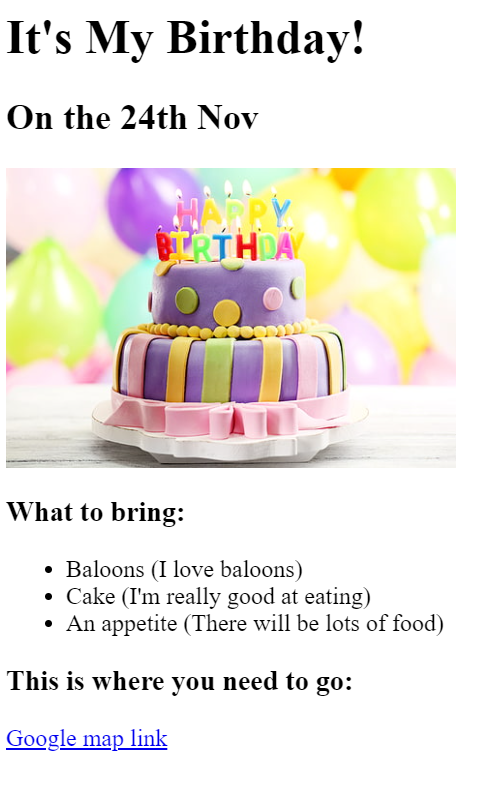 It's My Birthday!
On the 24th Nov
HAPPY
BIRTHDAY
What to bring:
• Baloons (I love baloons)
• Cake (I'm really good at eating)
• An appetite (There will be lots of food)
This is where you need to go:
Google map link